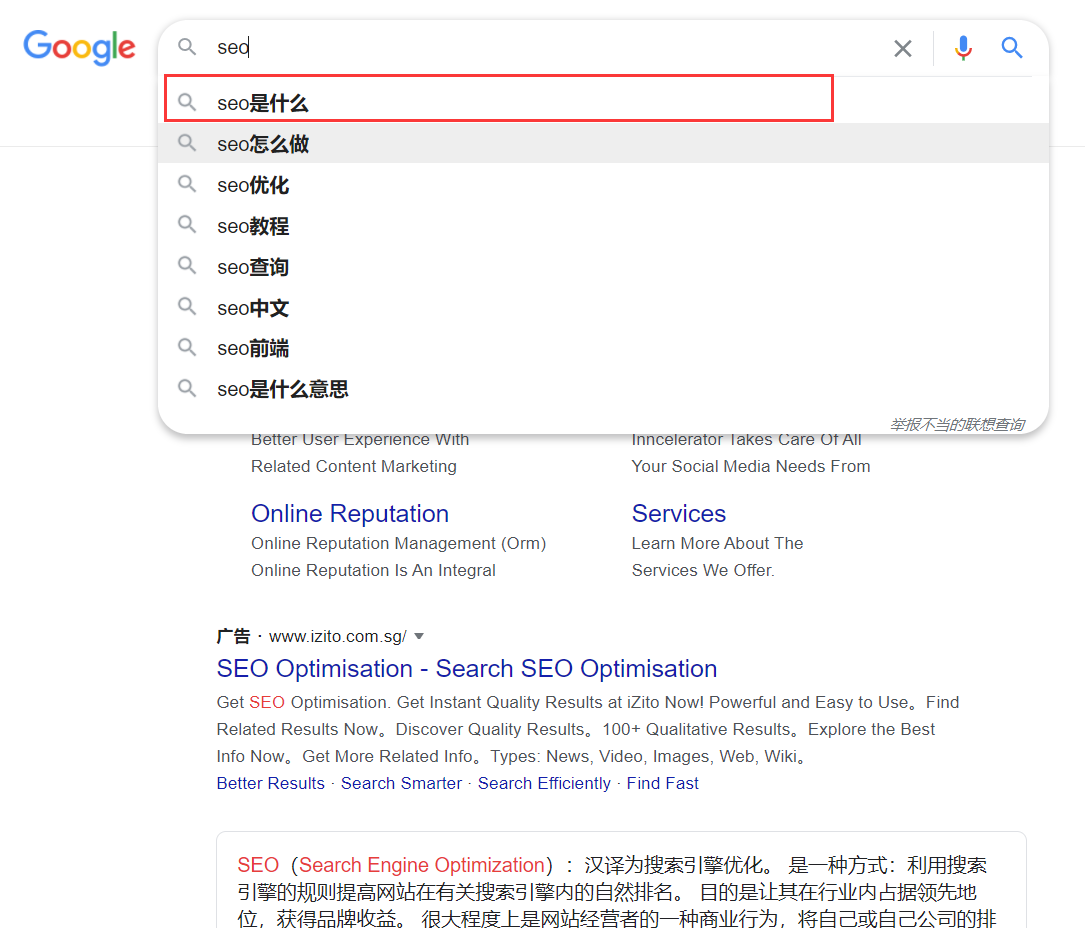 Google
seo
seo是什么
seo怎么做
seo优化
seo教程
seo查询
seo中文
seo前端
seo是什么意思
举报不当的联想查询
Better User Experience With
Related Content Marketing
Inncelerator Takes Care Of All
Your Social Media Needs From
Online Reputation
Online Reputation Management (Orm)
Online Reputation Is An Integral
Services
Learn More About The
Services We Offer.
广告 · www.izito.com.sg/
SEO Optimisation - Search SEO Optimisation
Get SEO Optimisation. Get Instant Quality Results at iZito Now! Powerful and Easy to Use。Find
Related Results Now。Discover Quality Results。100+ Qualitative Results。Explore the Best
Info Now。Get More Related Info。Types: News, Video, Images, Web, Wiki。
Better Results · Search Smarter · Search Efficiently · Find Fast
SEO（Search Engine Optimization）：汉译为搜索引擎优化。 是一种方式：利用搜索
引擎的规则提高网站在有关搜索引擎内的自然排名。 目的是让其在行业内占据领先地
位，获得品牌收益。 很大程度上是网站经营者的一种商业行为，将自己或自己公司的排